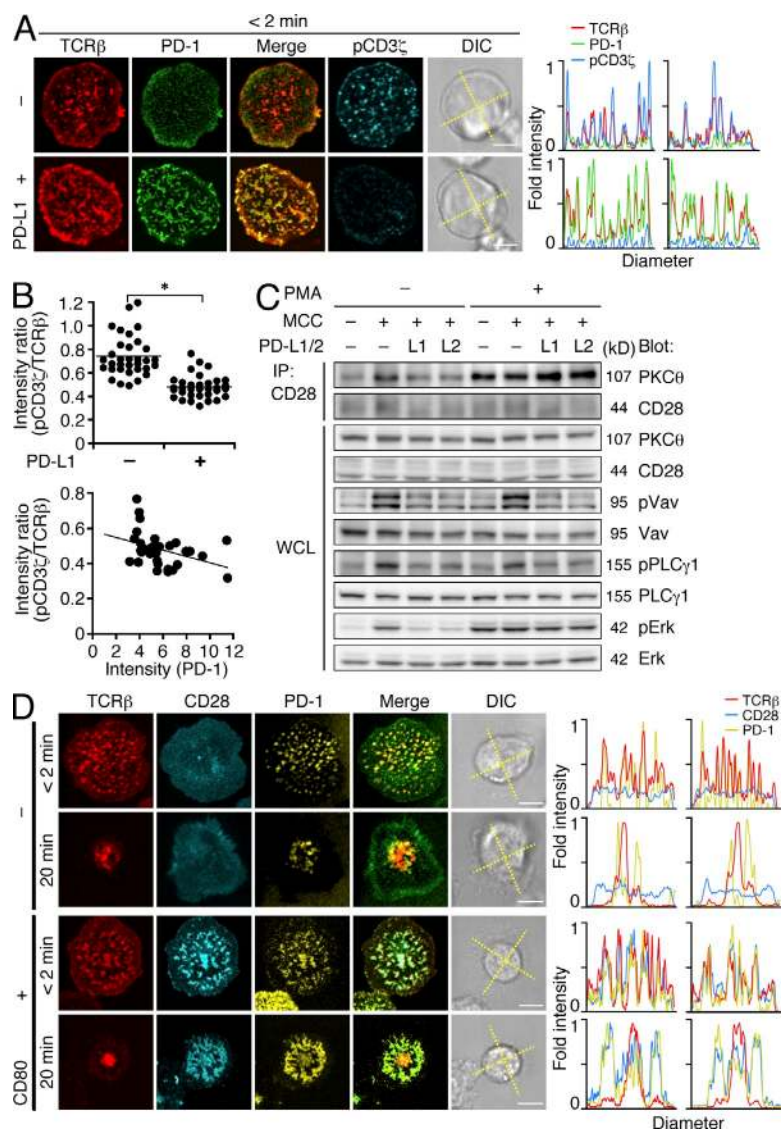 A
< 2 min
TCRβ PD-1 Merge pCD3ζ DIC
TCRβ
PD-1
pCD3ζ
–
PD-L1 +
Fold intensity
1
0
1
0
Diameter
B
*
Intensity ratio
(pCD3ζ/TCRβ)
1.2
1.0
0.8
0.6
0.4
0.2
0
PD-L1 – +
Intensity ratio
(pCD3ζ/TCRβ)
0.8
0.6
0.4
0.2
0
0 2 4 6 8 10 12
Intensity (PD-1)
C
PMA – +
MCC – + + + – + + +
PD-L1/2 – – L1 L2 – – L1 L2 (kD) Blot:
IP:
CD28
107 PKCθ
44 CD28
WCL
107 PKCθ
44 CD28
95 pVav
95 Vav
155 pPLCγ1
155 PLCγ1
42 pErk
42 Erk
D
TCRβ CD28 PD-1 Merge DIC
TCRβ
CD28
PD-1
–
< 2 min
20 min
CD80 +
< 2 min
20 min
Fold intensity
1
0
1
0
Fold intensity
1
0
1
0
Diameter